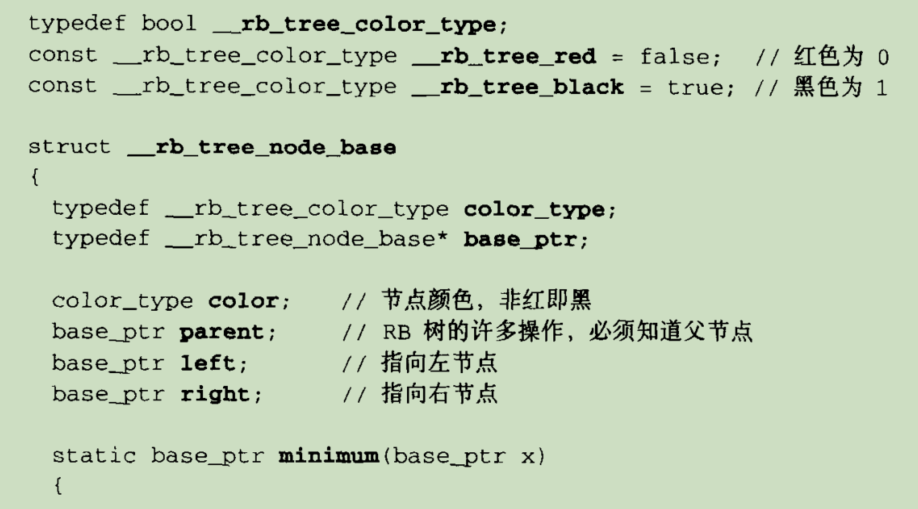 typedef bool __rb_tree_color_type;
const __rb_tree_color_type __rb_tree_red = false; // 红色为 0
const __rb_tree_color_type __rb_tree_black = true; // 黑色为 1
struct __rb_tree_node_base
{
typedef __rb_tree_color_type color_type;
typedef __rb_tree_node_base* base_ptr;
color_type color; // 节点颜色，非红即黑
base_ptr parent; // RB 树的许多操作，必须知道父节点
base_ptr left; // 指向左节点
base_ptr right; // 指向右节点
static base_ptr minimum(base_ptr x)
{